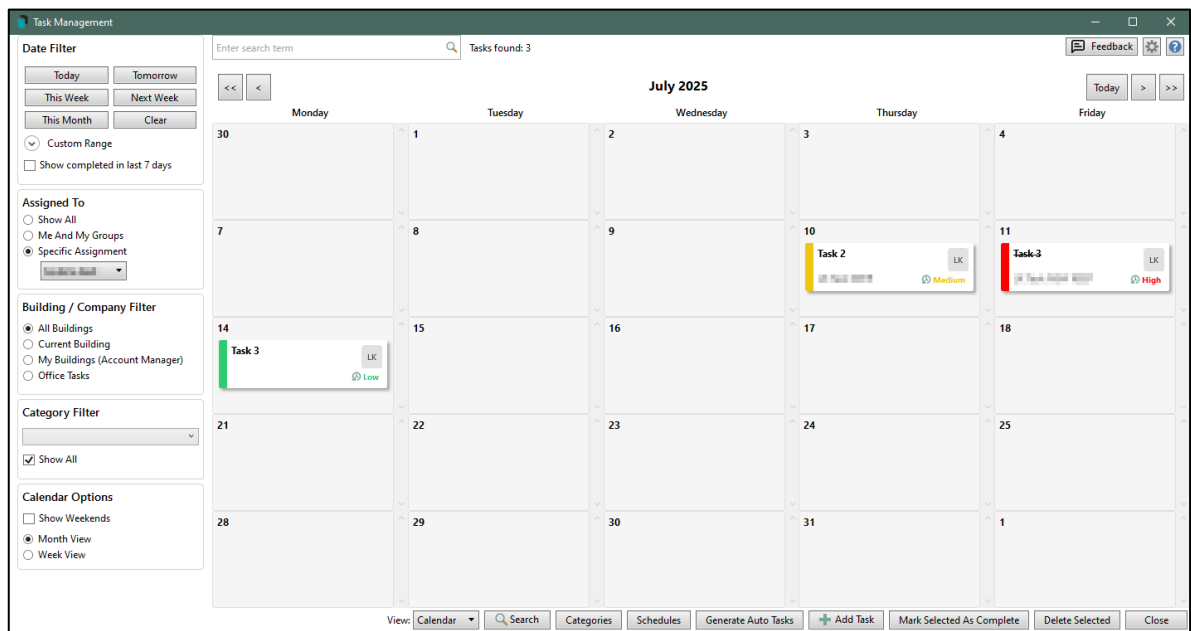 Task Management
Date Filter
Today Tomorrow
This Week Next Week
This Month Clear
Custom Range
Show completed in last 7 days
Assigned To
Show All
Me And My Groups
Specific Assignment
Building / Company Filter
All Buildings
Current Building
My Buildings (Account Manager)
Office Tasks
Category Filter
Show All
Calendar Options
Show Weekends
Month View
Week View
Enter search term Tasks found: 3 Feedback ?
<< < July 2025 Today > >>
Monday Tuesday Wednesday Thursday Friday
30 1 2 3 4
7 8 9 10 11
Task 2 LK Task 3 LK
Medium High
14 15 16 17 18
Task 3 LK
Low
21 22 23 24 25
28 29 30 31 1
View: Calendar Search Categories Schedules Generate Auto Tasks Add Task Mark Selected As Complete Delete Selected Close